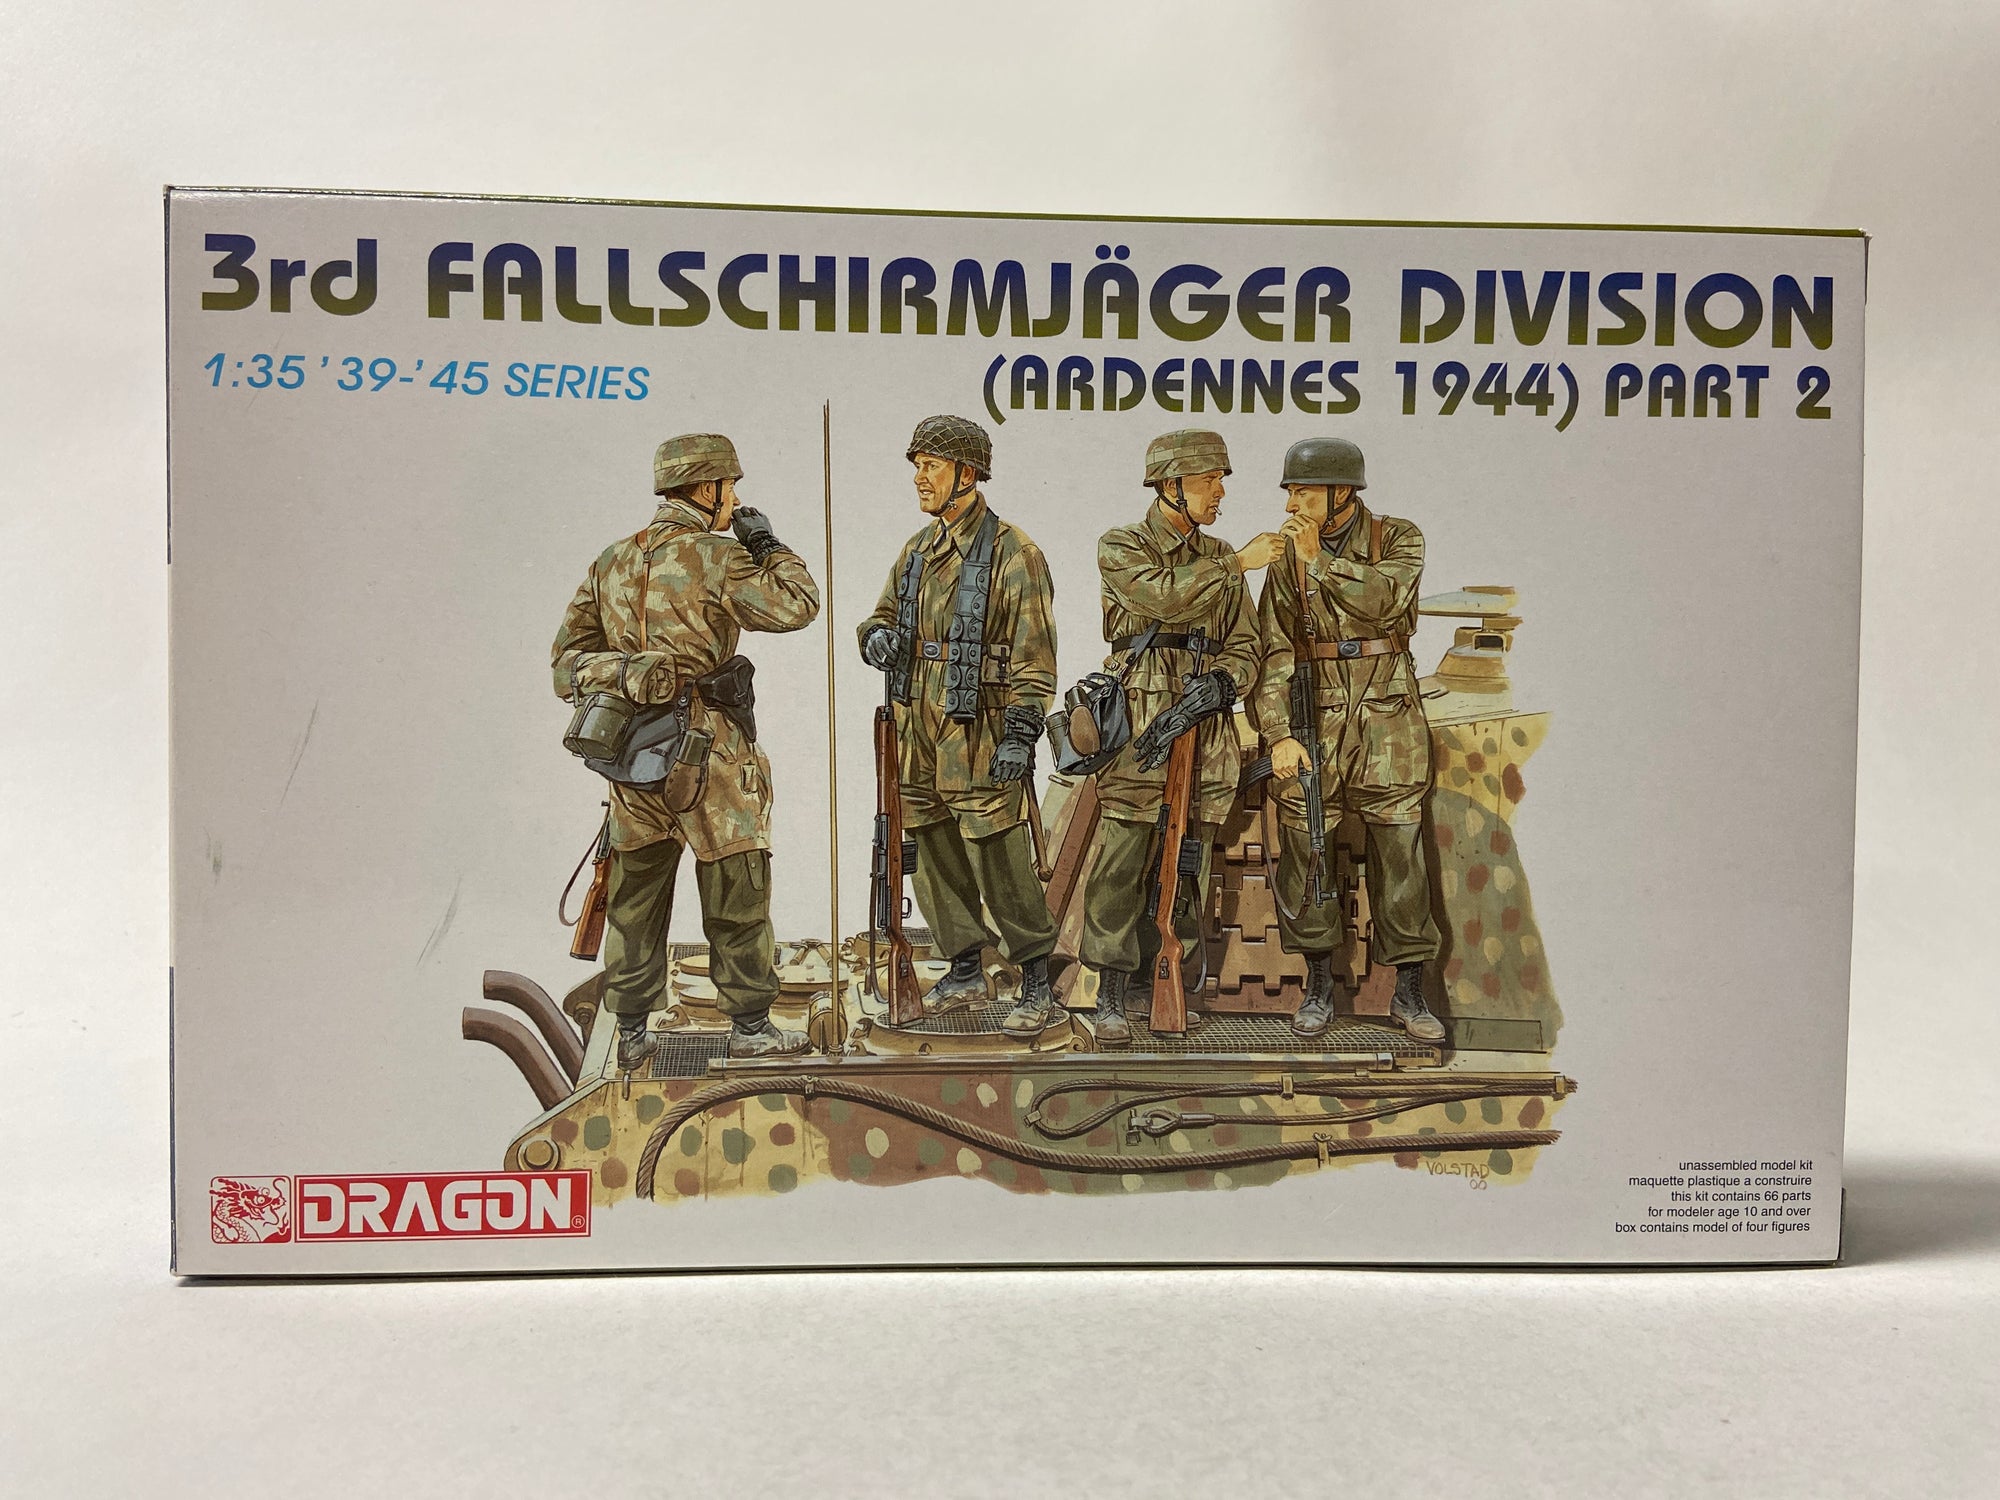 3rd FALLSCHIRMJÄGER DIVISION
1:35 '39-'45 SERIES
(ARDENNES 1944) PART 2
VOLSTAD
00
DRAGON®
unassembled model kit
maquette plastique a construire
this kit contains 66 parts
for modeler age 10 and over
box contains model of four figures